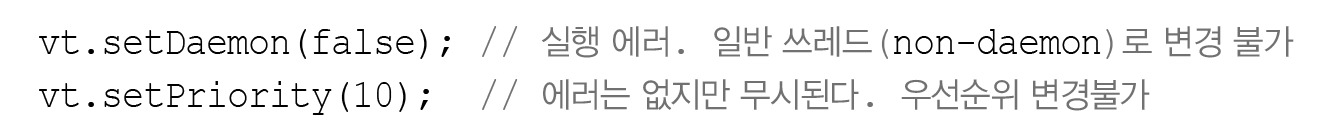 vt.setDaemon(false); // 실행 에러. 일반 쓰레드(non-daemon)로 변경 불가
vt.setPriority(10);  // 에러는 없지만 무시된다. 우선순위 변경불가